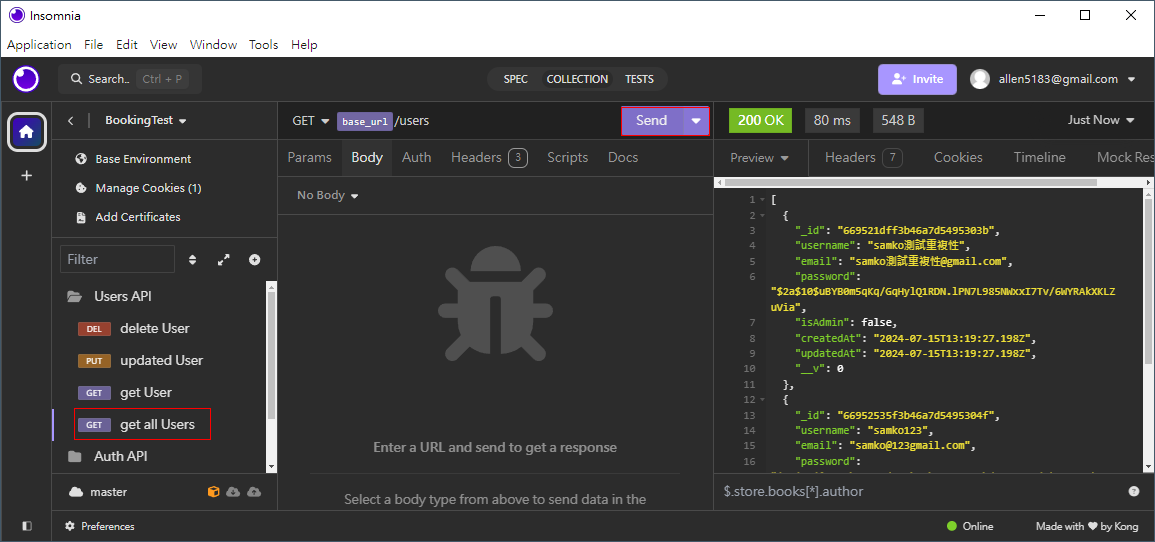 Insomnia
Application File Edit View Window Tools Help
Search.. Ctrl + P
SPEC COLLECTION TESTS
Invite
allen5183@gmail.com
BookingTest
Base Environment
Manage Cookies (1)
Add Certificates
Filter
Users API
DEL delete User
PUT updated User
GET get User
GET get all Users
Auth API
master
GET base_url /users
Send
Params Body Auth Headers 3 Scripts Docs
No Body
Enter a URL and send to get a response
Select a body type from above to send data in the
200 OK 80 ms 548 B Just Now
Preview Headers 7 Cookies Timeline Mock Res
1 [
2 {
3 "_id": "669521dff3b46a7d5495303b",
4 "username": "samko測試重複性",
5 "email": "samko測試重複性@gmail.com",
6 "password":
"$2a$10$uBYB0m5qKq/GqHylQ1RDN.lPN7L985NWxxI7Tv/6WYRAkXKLZ
uVia",
7 "isAdmin": false,
8 "createdAt": "2024-07-15T13:19:27.198Z",
9 "updatedAt": "2024-07-15T13:19:27.198Z",
10 "__v": 0
11 },
12 {
13 "_id": "66952535f3b46a7d5495304f",
14 "username": "samko123",
15 "email": "samko@123gmail.com",
16 "password":
$.store.books[*].author
Preferences
Online
Made with ♥ by Kong